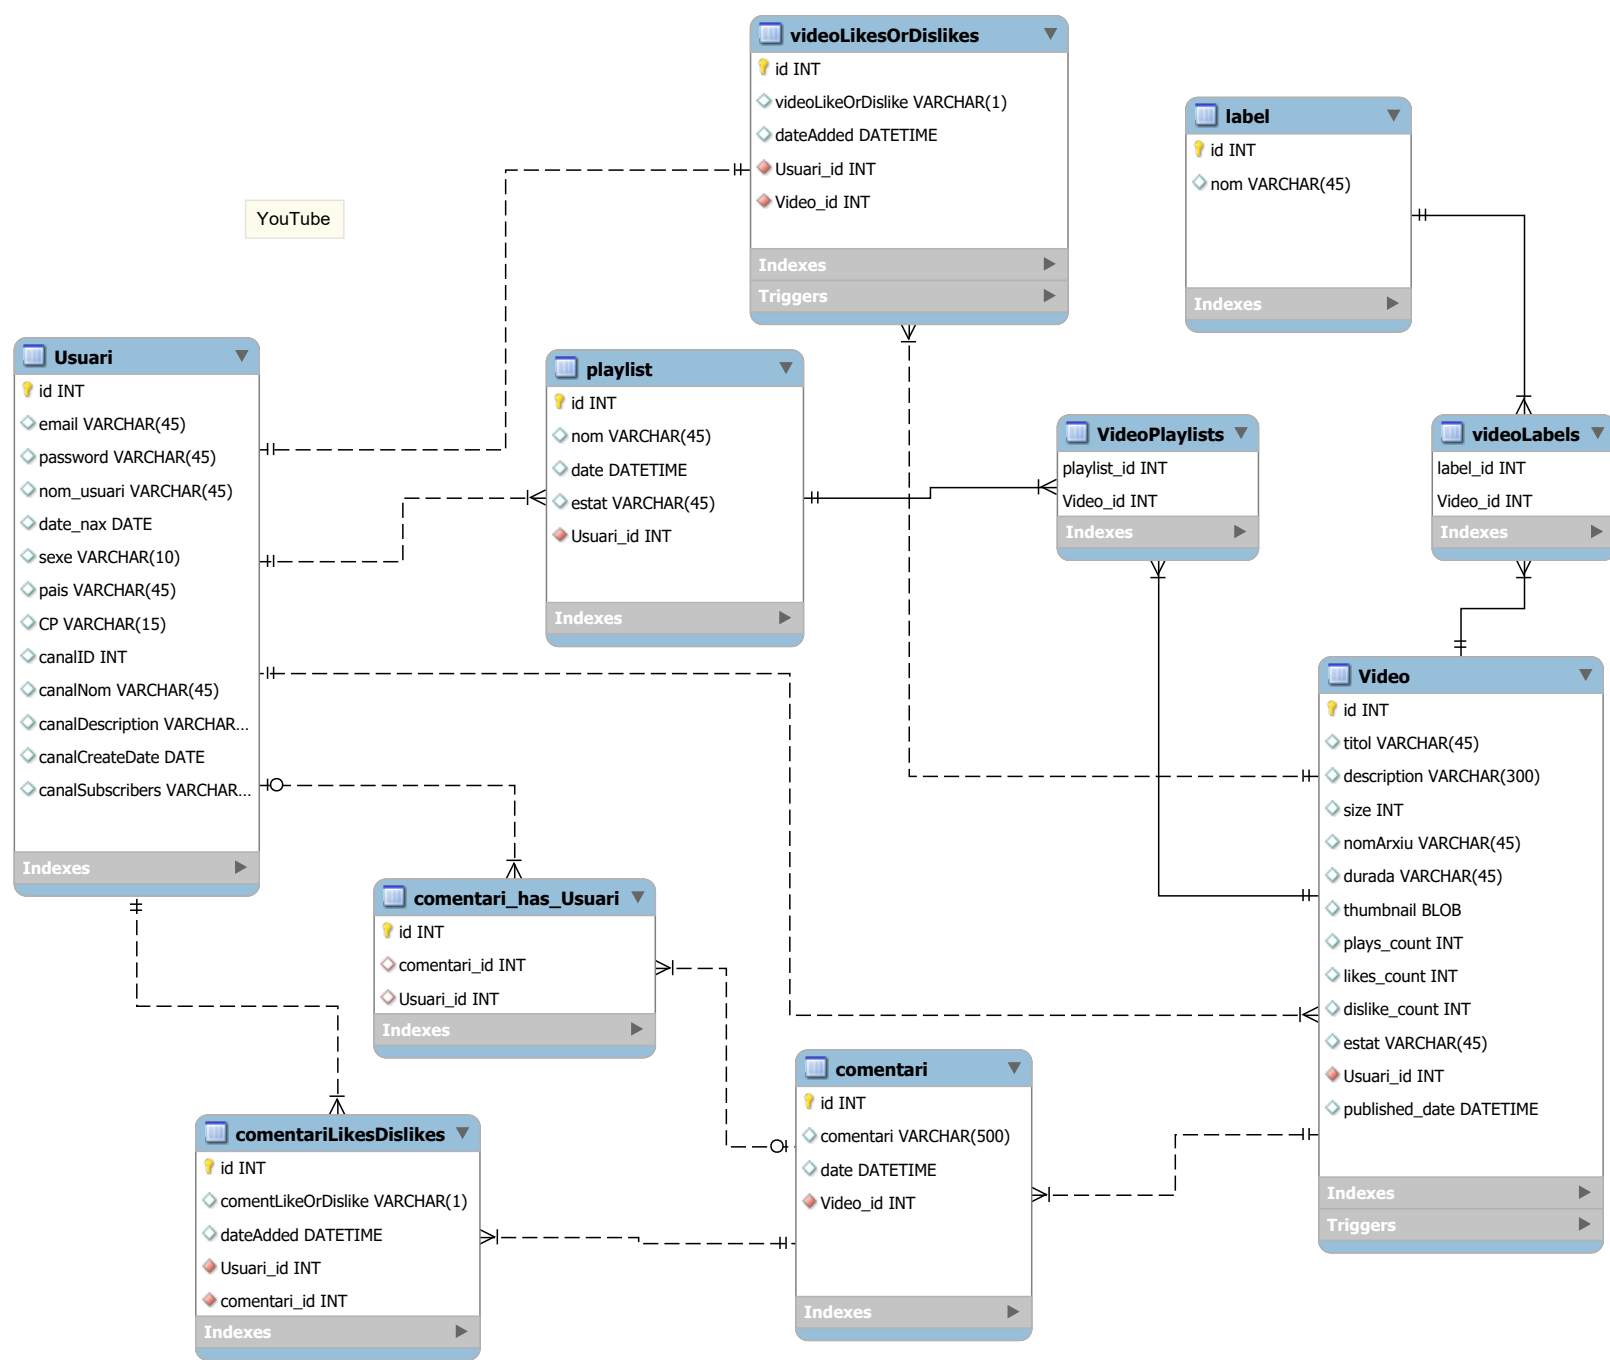 videoLikesOrDislikes
id INT
videoLikeOrDislike VARCHAR(1)
dateAdded DATETIME
Usuari_id INT
Video_id INT
Indexes
Triggers
label
id INT
nom VARCHAR(45)
Indexes
YouTube
Usuari
id INT
email VARCHAR(45)
password VARCHAR(45)
nom_usuari VARCHAR(45)
date_nax DATE
sexe VARCHAR(10)
pais VARCHAR(45)
CP VARCHAR(15)
canalID INT
canalNom VARCHAR(45)
canalDescription VARCHAR...
canalCreateDate DATE
canalSubscribers VARCHAR...
Indexes
playlist
id INT
nom VARCHAR(45)
date DATETIME
estat VARCHAR(45)
Usuari_id INT
Indexes
VideoPlaylists
playlist_id INT
Video_id INT
Indexes
videoLabels
label_id INT
Video_id INT
Indexes
Video
id INT
titol VARCHAR(45)
description VARCHAR(300)
size INT
nomArxiu VARCHAR(45)
durada VARCHAR(45)
thumbnail BLOB
plays_count INT
likes_count INT
dislike_count INT
estat VARCHAR(45)
Usuari_id INT
published_date DATETIME
Indexes
Triggers
comentari_has_Usuari
id INT
comentari_id INT
Usuari_id INT
Indexes
comentari
id INT
comentari VARCHAR(500)
date DATETIME
Video_id INT
Indexes
comentariLikesDislikes
id INT
comentLikeOrDislike VARCHAR(1)
dateAdded DATETIME
Usuari_id INT
comentari_id INT
Indexes